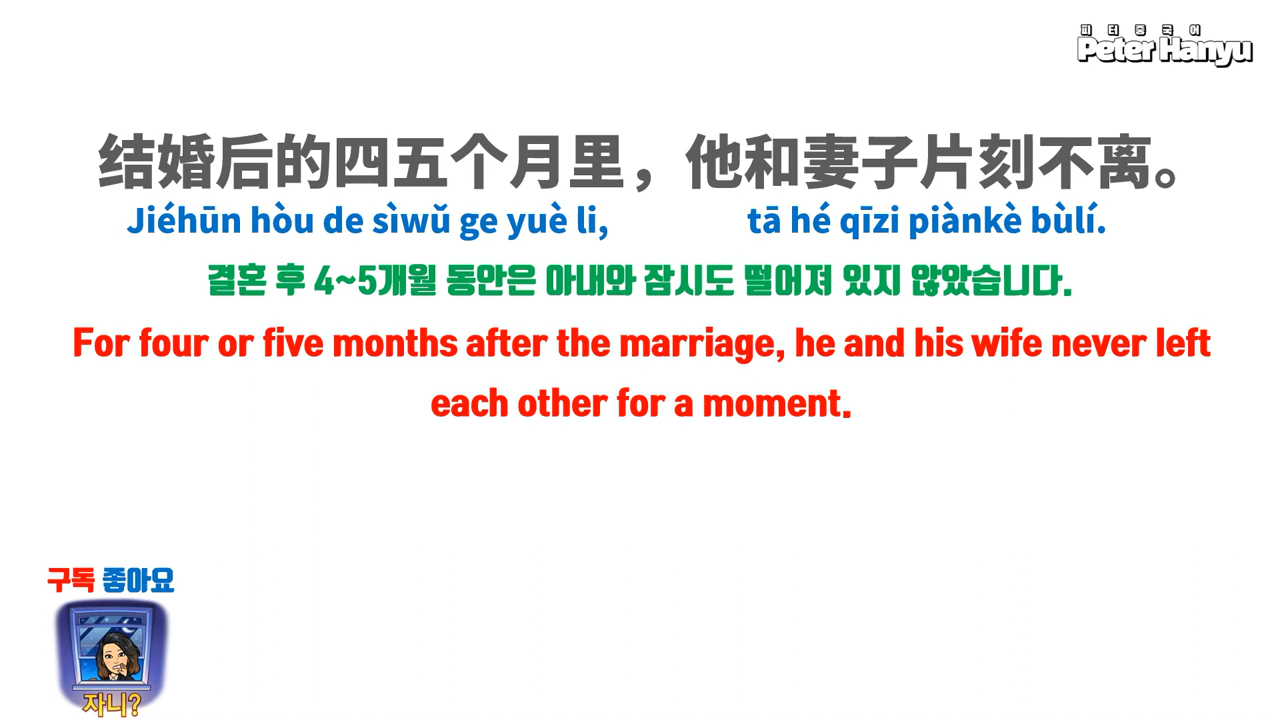 피터중국어
Peter Hanyu
结婚后的四五个月里，他和妻子片刻不离。
Jiéhūn hòu de sìwǔ ge yuè li, tā hé qīzi piànkè bùlí.
결혼 후 4~5개월 동안은 아내와 잠시도 떨어져 있지 않았습니다.
For four or five months after the marriage, he and his wife never left
each other for a moment.
구독 좋아요
자니?